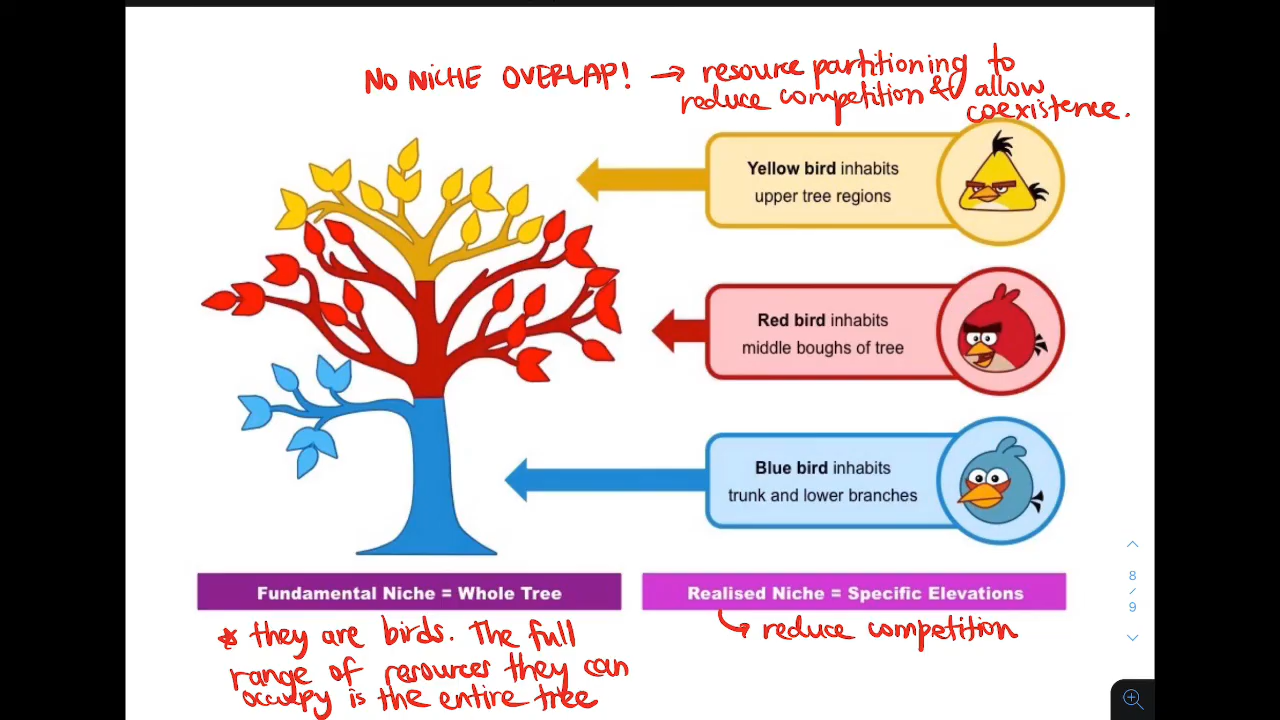 NO NICHE OVERLAP! → resource partitioning to
reduce competition & allow
coexistence.
Yellow bird inhabits
upper tree regions
Red bird inhabits
middle boughs of tree
Blue bird inhabits
trunk and lower branches
Fundamental Niche = Whole Tree
Realised Niche = Specific Elevations
* they are birds. The full
range of resources they can
occupy is the entire tree
↳ reduce competition
8
/
9